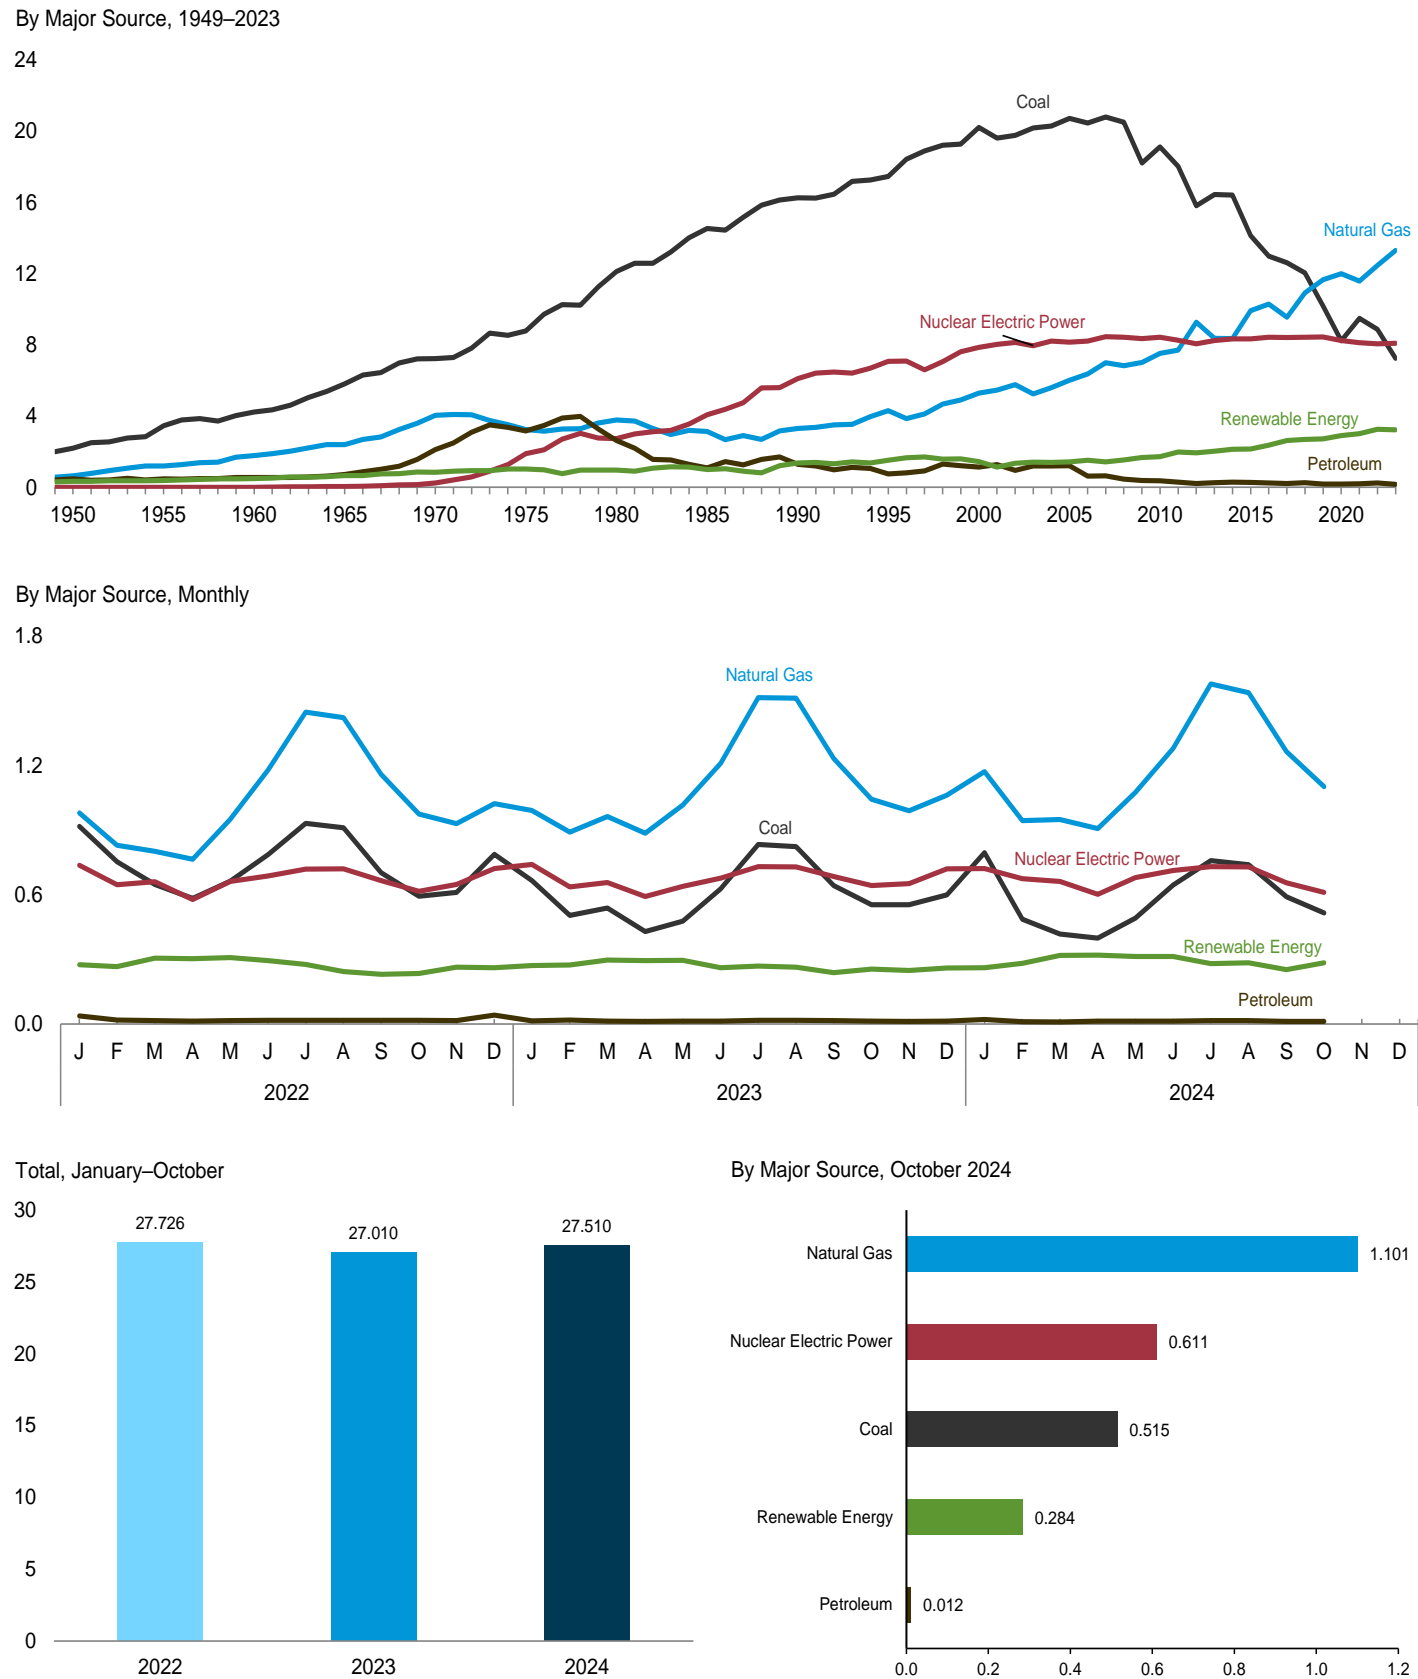 By Major Source, 1949–2023
24
20
16
12
8
4
0
Coal
Natural Gas
Nuclear Electric Power
Renewable Energy
Petroleum
1950 1955 1960 1965 1970 1975 1980 1985 1990 1995 2000 2005 2010 2015 2020
By Major Source, Monthly
1.8
1.2
0.6
0.0
Natural Gas
Coal
Nuclear Electric Power
Renewable Energy
Petroleum
J F M A M J J A S O N D J F M A M J J A S O N D J F M A M J J A S O N D
2022 2023 2024
Total, January–October
30
25
20
15
10
5
0
27.726
27.010
27.510
2022 2023 2024
By Major Source, October 2024
Natural Gas 1.101
Nuclear Electric Power 0.611
Coal 0.515
Renewable Energy 0.284
Petroleum 0.012
0.0 0.2 0.4 0.6 0.8 1.0 1.2